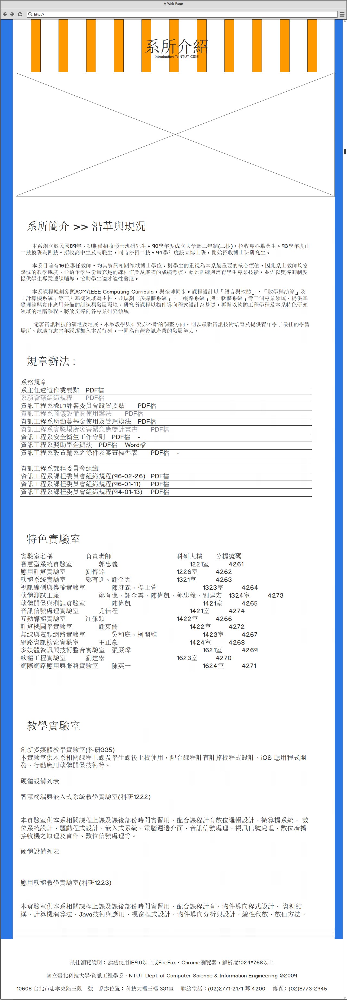 A Web Page
http://
系所介紹
Introduction To NTUT CSIE
系所簡介 >> 沿革與現況
本系創立於民國89年，初期僅招收碩士班研究生。90學年度成立大學部二年制(二技)，招收專科畢業生。93學年度由
二技換班為四技，招收高中生及高職生，同時停招二技。94學年度設立博士班，開始招收博士班研究生。
本系目前有16位專任教師，均具資訊相關領域博士學位。對學生的重視為本系最重要的核心價值，因此系上教師均富
熱忱的教學態度，並給予學生份量充足的課程作業及嚴謹的成績考核，藉此訓練與培育學生專業技能，並佐以雙導師制度
提供學生專業選課輔導，協助學生適才適性發展。
本系課程規劃參照ACM/IEEE Computing Curricula，與全球同步。課程設計以「語言與軟體」、「數學與演算」及
「計算機系統」等三大基礎領域為主軸，並規劃「多媒體系統」、「網路系統」與「軟體系統」等三個專業領域，提供基
礎理論與實作應用兼備的訓練與發展環境。研究所課程以物件導向程式設計為基礎，再輔以軟體工程學程及本系特色研究
領域的進階課程，將論文導向各專業研究領域。
隨著資訊科技的演進及進展，本系教學與研究亦不斷的調整方向，期以最新資訊技術培育及提供青年學子最佳的學習
場所，歡迎有志青年踴躍加入本系行列，一同為台灣資訊產業的發展努力。
規章辦法 :
系務規章
系主任遴選作業要點 PDF檔
系務會議組織規程 PDF檔
資訊工程系教師評審委員會設置要點 PDF檔
資訊工程系圖儀設備費使用辦法 PDF檔
資訊工程系所勸募基金使用及管理辦法 PDF檔
資訊工程系實驗場所災害緊急應變計畫書 PDF檔
資訊工程系安全衛生工作守則 PDF檔 -
資訊工程系獎助學金辦法 PDF檔 Word檔
資訊工程系設置輔系之條件及審查標準表 PDF檔 -
資訊工程系課程委員會組織
資訊工程系課程委員會組織規程(96-02-26) PDF檔
資訊工程系課程委員會組織規程(96-01-11) PDF檔
資訊工程系課程委員會組織規程(94-01-13) PDF檔
特色實驗室
實驗室名稱 負責老師 科研大樓 分機號碼
智慧型系統實驗室 郭忠義 1221室 4261
應用計算實驗室 劉傳銘 1226室 4262
軟體系統實驗室 鄭有進、謝金雲 1321室 4263
視訊編碼與傳輸實驗室 陳彥霖、楊士萱 1323室 4264
軟體測試工廠 鄭有進、謝金雲、陳偉凱、郭忠義、劉建宏 1324室 4273
軟體開發與測試實驗室 陳偉凱 1421室 4265
音訊信號處理實驗室 尤信程 1421室 4274
互動媒體實驗室 江佩穎 1422室 4266
計算機圖學實驗室 謝東儒 1422室 4272
無線與寬頻網路實驗室 吳和庭、柯開維 1423室 4267
網路資訊檢索實驗室 王正豪 1424室 4268
多媒體資訊與技術整合實驗室 張厥煒 1621室 4269
軟體工程實驗室 劉建宏 1623室 4270
網際網路應用與服務實驗室 陳英一 1624室 4271
教學實驗室
創新多媒體教學實驗室(科研335)
本實驗室供本系相關課程上課及學生課後上機使用，配合課程計有計算機程式設計、iOS 應用程式開
發、行動應用軟體開發技術等。
硬體設備列表
智慧終端與嵌入式系統教學實驗室(科研1222)
本實驗室供本系相關課程上課及課後部份時間實習用，配合課程計有數位邏輯設計、微算機系統、 數
位系統設計、驅動程式設計、嵌入式系統、電腦週邊介面、音訊信號處理、視訊信號處理、數位廣播
接收機之原理及實作、數位信號處理等。
硬體設備列表
應用軟體教學實驗室(科研1223)
本實驗室供本系相關課程上課及課後部份時間實習用，配合課程計有、物件導向程式設計、 資料結
構、計算機演算法、Java技術與應用、視窗程式設計、物件導向分析與設計、線性代數、數值方法、
最佳瀏覽說明：建議使用IE9.0以上或FireFox、Chrome瀏覽器，解析度1024*768以上
國立臺北科技大學·資訊工程學系 - NTUT Dept. of Computer Science & Information Engineering ©2009
10608 台北市忠孝東路三段一號 系辦位置：科技大樓三樓 331室 聯絡電話：(02)2771-2171 轉 4200 傳真：(02)8773-2945